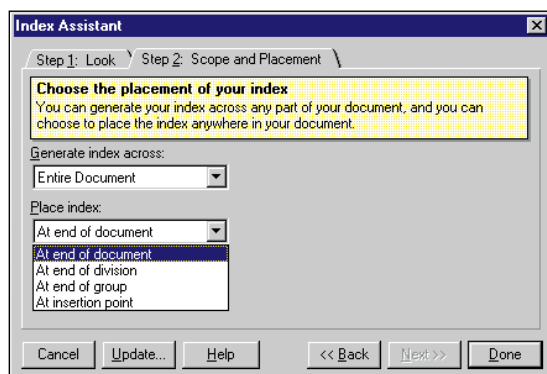 Index Assistant
Step 1: Look
Step 2: Scope and Placement
Choose the placement of your index
You can generate your index across any part of your document, and you can
choose to place the index anywhere in your document.
Generate index across:
Entire Document
Place index:
At end of document
At end of document
At end of division
At end of group
At insertion point
Cancel
Update...
Help
<< Back
Next >>
Done